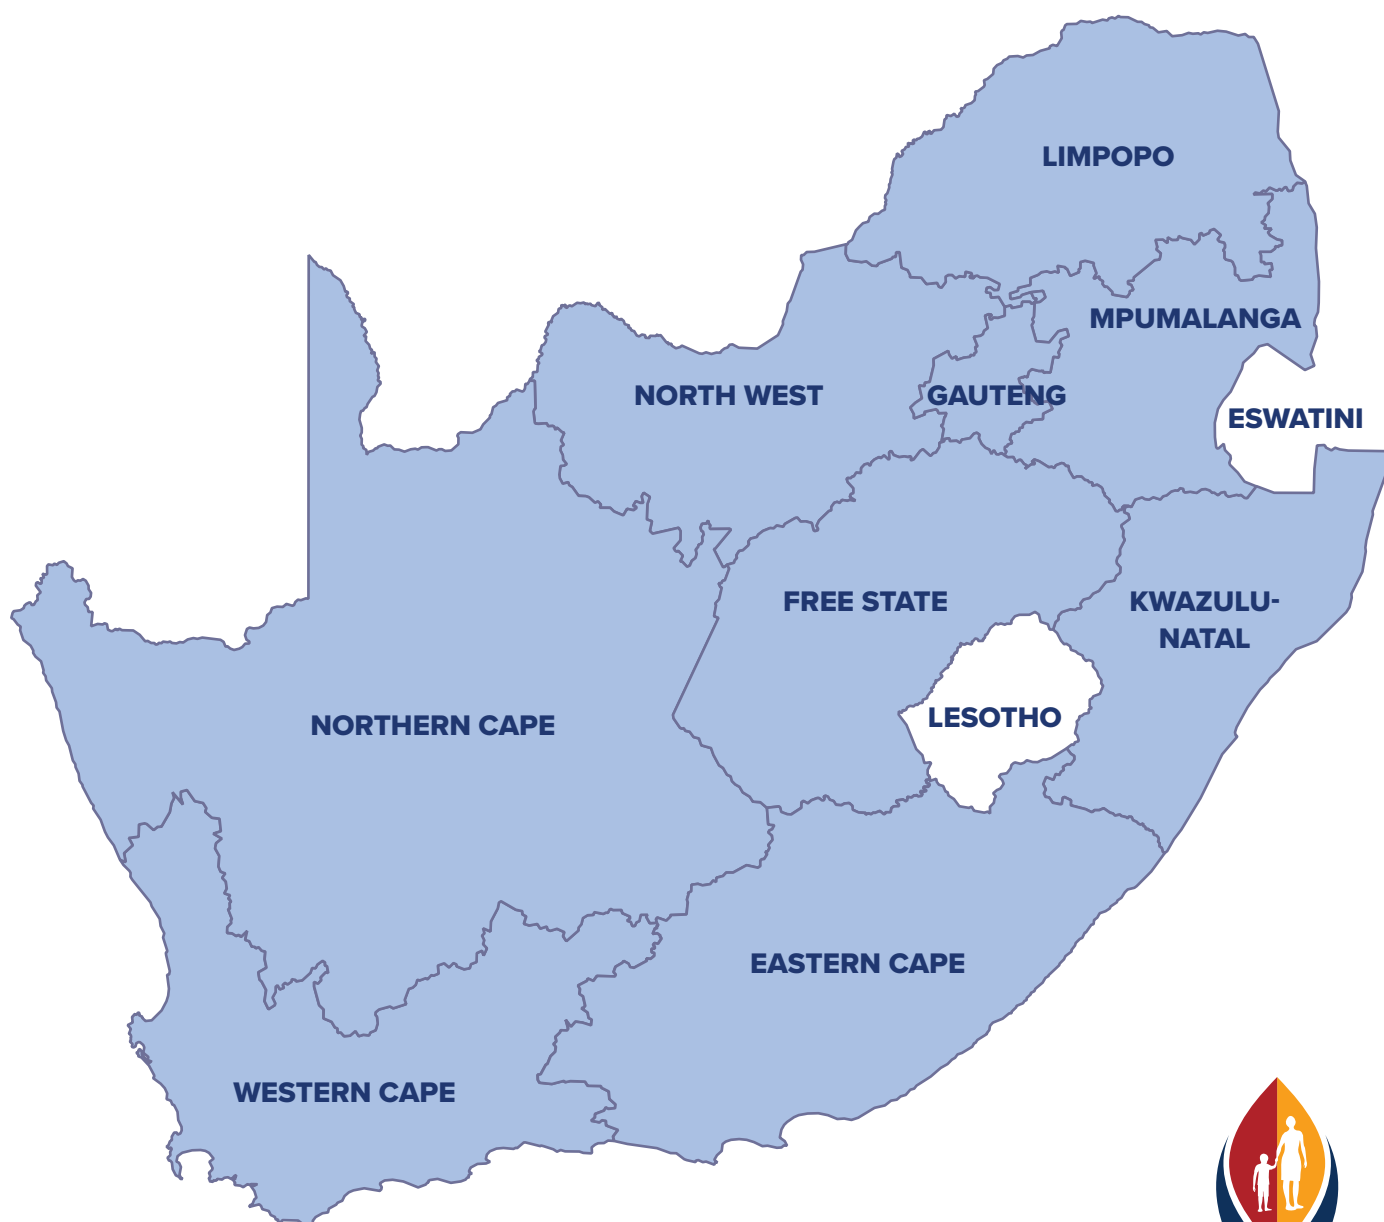 LIMPOPO
MPUMALANGA
NORTH WEST
GAUTENG
ESWATINI
FREE STATE
KWAZULU-
NATAL
LESOTHO
NORTHERN CAPE
EASTERN CAPE
WESTERN CAPE